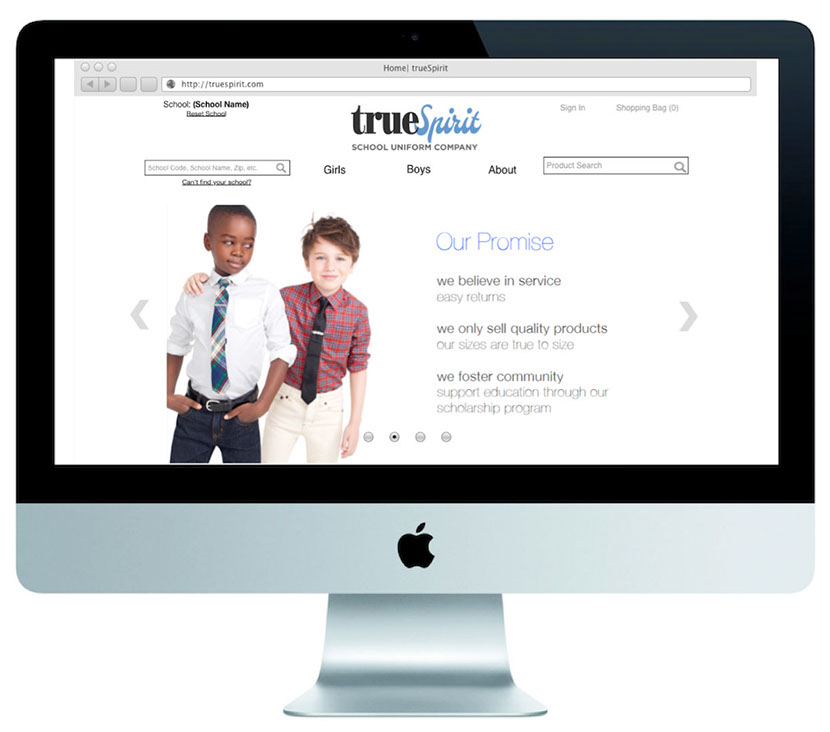 Home| trueSpirit
http://truespirit.com
School: (School Name)
Reset School
Sign In
Shopping Bag (0)
trueSpirit
SCHOOL UNIFORM COMPANY
School Code, School Name, Zip, etc.
Can't find your school?
Girls
Boys
About
Product Search
Our Promise
we believe in service
easy returns
we only sell quality products
our sizes are true to size
we foster community
support education through our
scholarship program